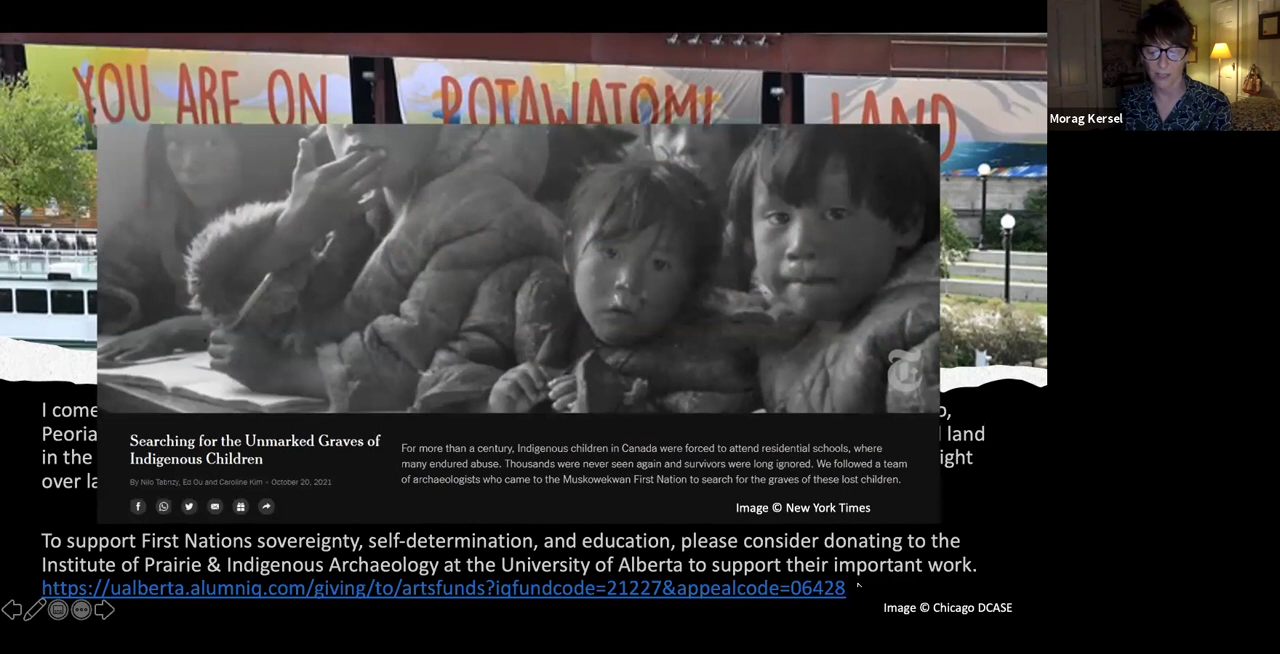 YOU ARE ON POTAWATOMI LAND
Morag Kersel
I come
Peoria
land
in the
ight
over la
Searching for the Unmarked Graves of
Indigenous Children
By Nilo Tabrizy, Ed Ou and Caroline Kim • October 20, 2021
For more than a century, Indigenous children in Canada were forced to attend residential schools, where
many endured abuse. Thousands were never seen again and survivors were long ignored. We followed a team
of archaeologists who came to the Muskowekwan First Nation to search for the graves of these lost children.
Image © New York Times
To support First Nations sovereignty, self-determination, and education, please consider donating to the
Institute of Prairie & Indigenous Archaeology at the University of Alberta to support their important work.
https://ualberta.alumniq.com/giving/to/artsfunds?iqfundcode=21227&appealcode=06428
Image © Chicago DCASE